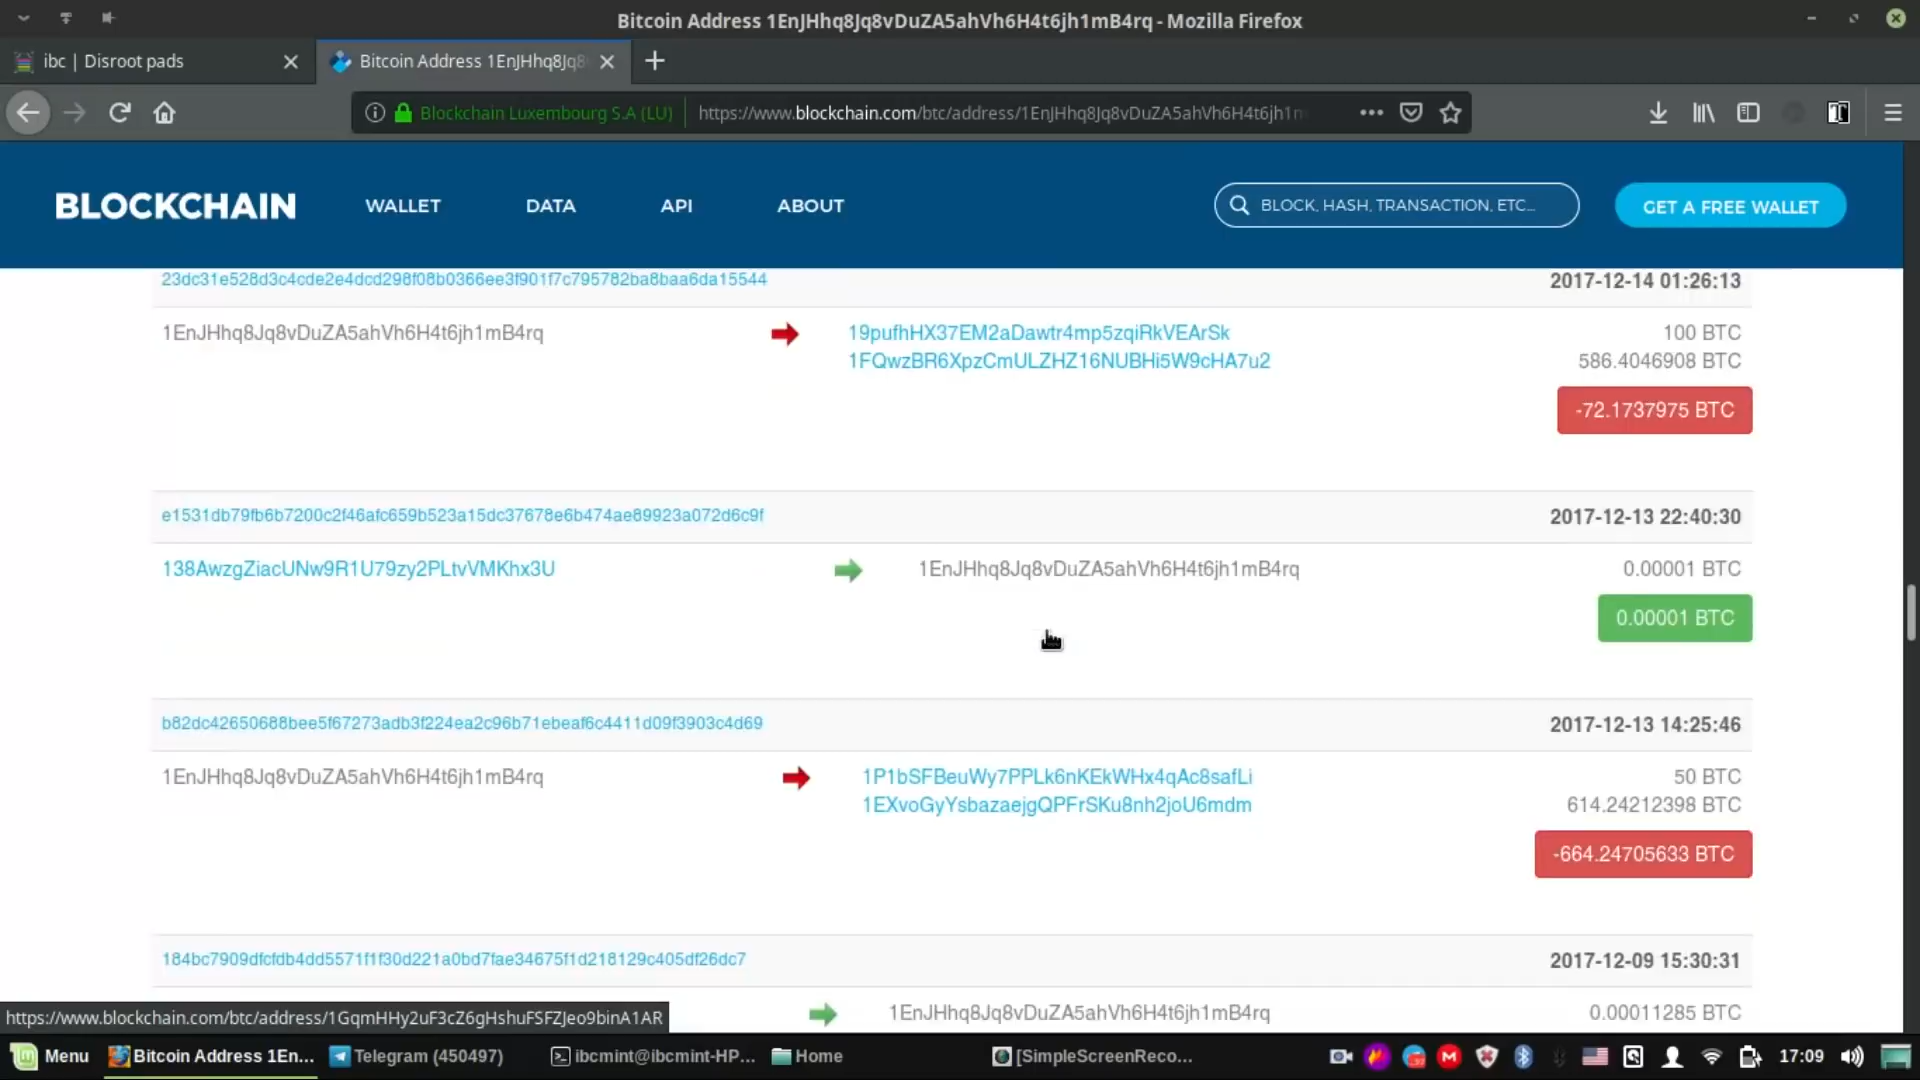 Bitcoin Address 1EnJHhq8Jq8vDuZA5ahVh6H4t6jh1mB4rq - Mozilla Firefox
ibc | Disroot pads
Bitcoin Address 1EnJHhq8Jq8
Blockchain Luxembourg S.A (LU)
https://www.blockchain.com/btc/address/1EnJHhq8Jq8vDuZA5ahVh6H4t6jh1m
BLOCKCHAIN
WALLET
DATA
API
ABOUT
BLOCK, HASH, TRANSACTION, ETC...
GET A FREE WALLET
23dc31e528d3c4cde2e4dcd298f08b0366ee3f901f7c795782ba8baa6da15544
2017-12-14 01:26:13
1EnJHhq8Jq8vDuZA5ahVh6H4t6jh1mB4rq
19pufhHX37EM2aDawtr4mp5zqiRkVEArSk
100 BTC
1FQwzBR6XpzCmULZHZ16NUBHi5W9cHA7u2
586.4046908 BTC
-72.1737975 BTC
e1531db79fb6b7200c2f46afc659b523a15dc37678e6b474ae89923a072d6c9f
2017-12-13 22:40:30
138AwzgZiacUNw9R1U79zy2PLtvVMKhx3U
1EnJHhq8Jq8vDuZA5ahVh6H4t6jh1mB4rq
0.00001 BTC
0.00001 BTC
b82dc42650688bee5f67273adb3f224ea2c96b71ebeaf6c4411d09f3903c4d69
2017-12-13 14:25:46
1EnJHhq8Jq8vDuZA5ahVh6H4t6jh1mB4rq
1P1bSFBeuWy7PPLk6nKEkWHx4qAc8safLi
50 BTC
1EXvoGyYsbazaejgQPFrSKu8nh2joU6mdm
614.24212398 BTC
-664.24705633 BTC
184bc7909dfcfdb4dd5571f1f30d221a0bd7fae34675f1d218129c405df26dc7
2017-12-09 15:30:31
https://www.blockchain.com/btc/address/1GqmHHy2uF3cZ6gHshuFSFZJeo9binA1AR
1EnJHhq8Jq8vDuZA5ahVh6H4t6jh1mB4rq
0.00011285 BTC
Menu
Bitcoin Address 1En...
Telegram (450497)
ibcmint@ibcmint-HP...
Home
[SimpleScreenReco...
17:09